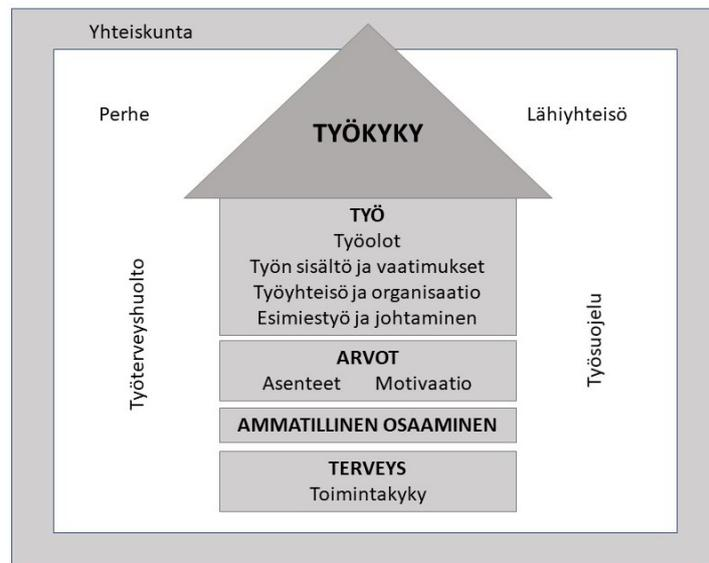 Yhteiskunta
Perhe
Lähiyhteisö
TYÖKYKY
TYÖ
Työolot
Työn sisältö ja vaatimukset
Työyhteisö ja organisaatio
Esimiestyö ja johtaminen
Työterveyshuolto
Työsuojelu
ARVOT
Asenteet Motivaatio
AMMATILLINEN OSAAMINEN
TERVEYS
Toimintakyky